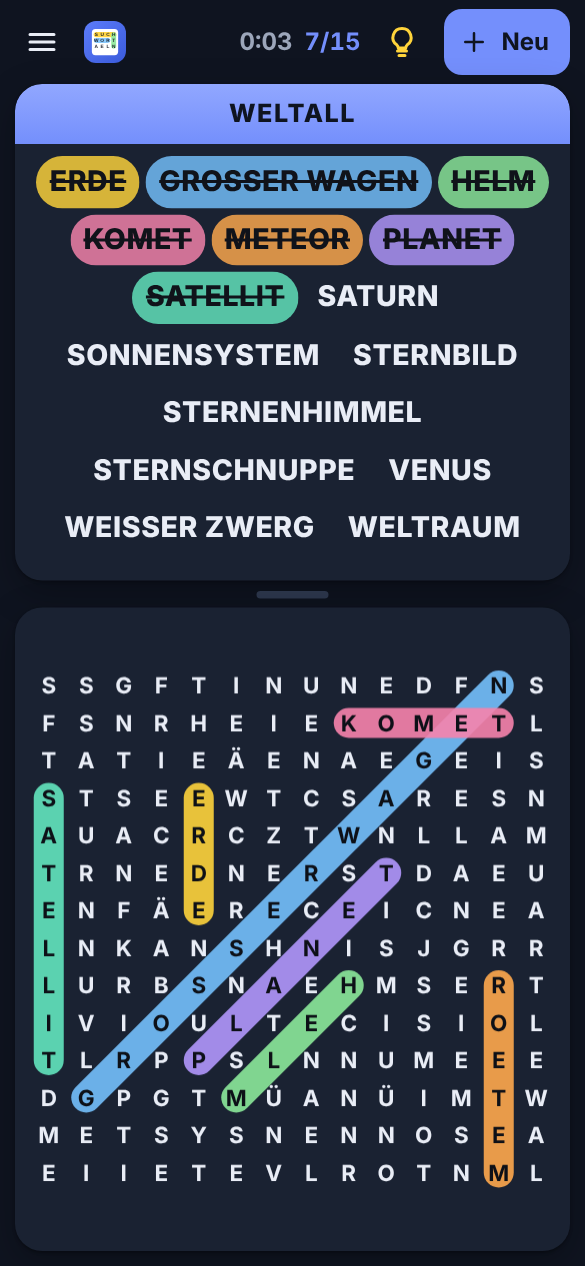 0:03 7/15 + Neu
WELTALL
ERDE GROSSER WAGEN HELM
KOMET METEOR PLANET
SATELLIT SATURN
SONNENSYSTEM STERNBILD
STERNENHIMMEL
STERNSCHNUPPE VENUS
WEISSER ZWERG WELTRAUM
S S G F T I N U N E D F N S
F S N R H E I E K O M E T L
T A T I E Ä E N A E G E I S
S T S E E W T C S A R E S N
A U A C R C Z T W N L L A M
T R N E D N E R S T D A E U
E N F Ä E R E C E I C N E A
L N K A N S H N I S J G R R
L U R B S N A E H M S E R T
I V I O U L T E C I S I O L
T L R P P S L N N U M E E E
D G P G T M Ü A N Ü I M T W
M E T S Y S N E N N O S E A
E I I E T E V L R O T N M L